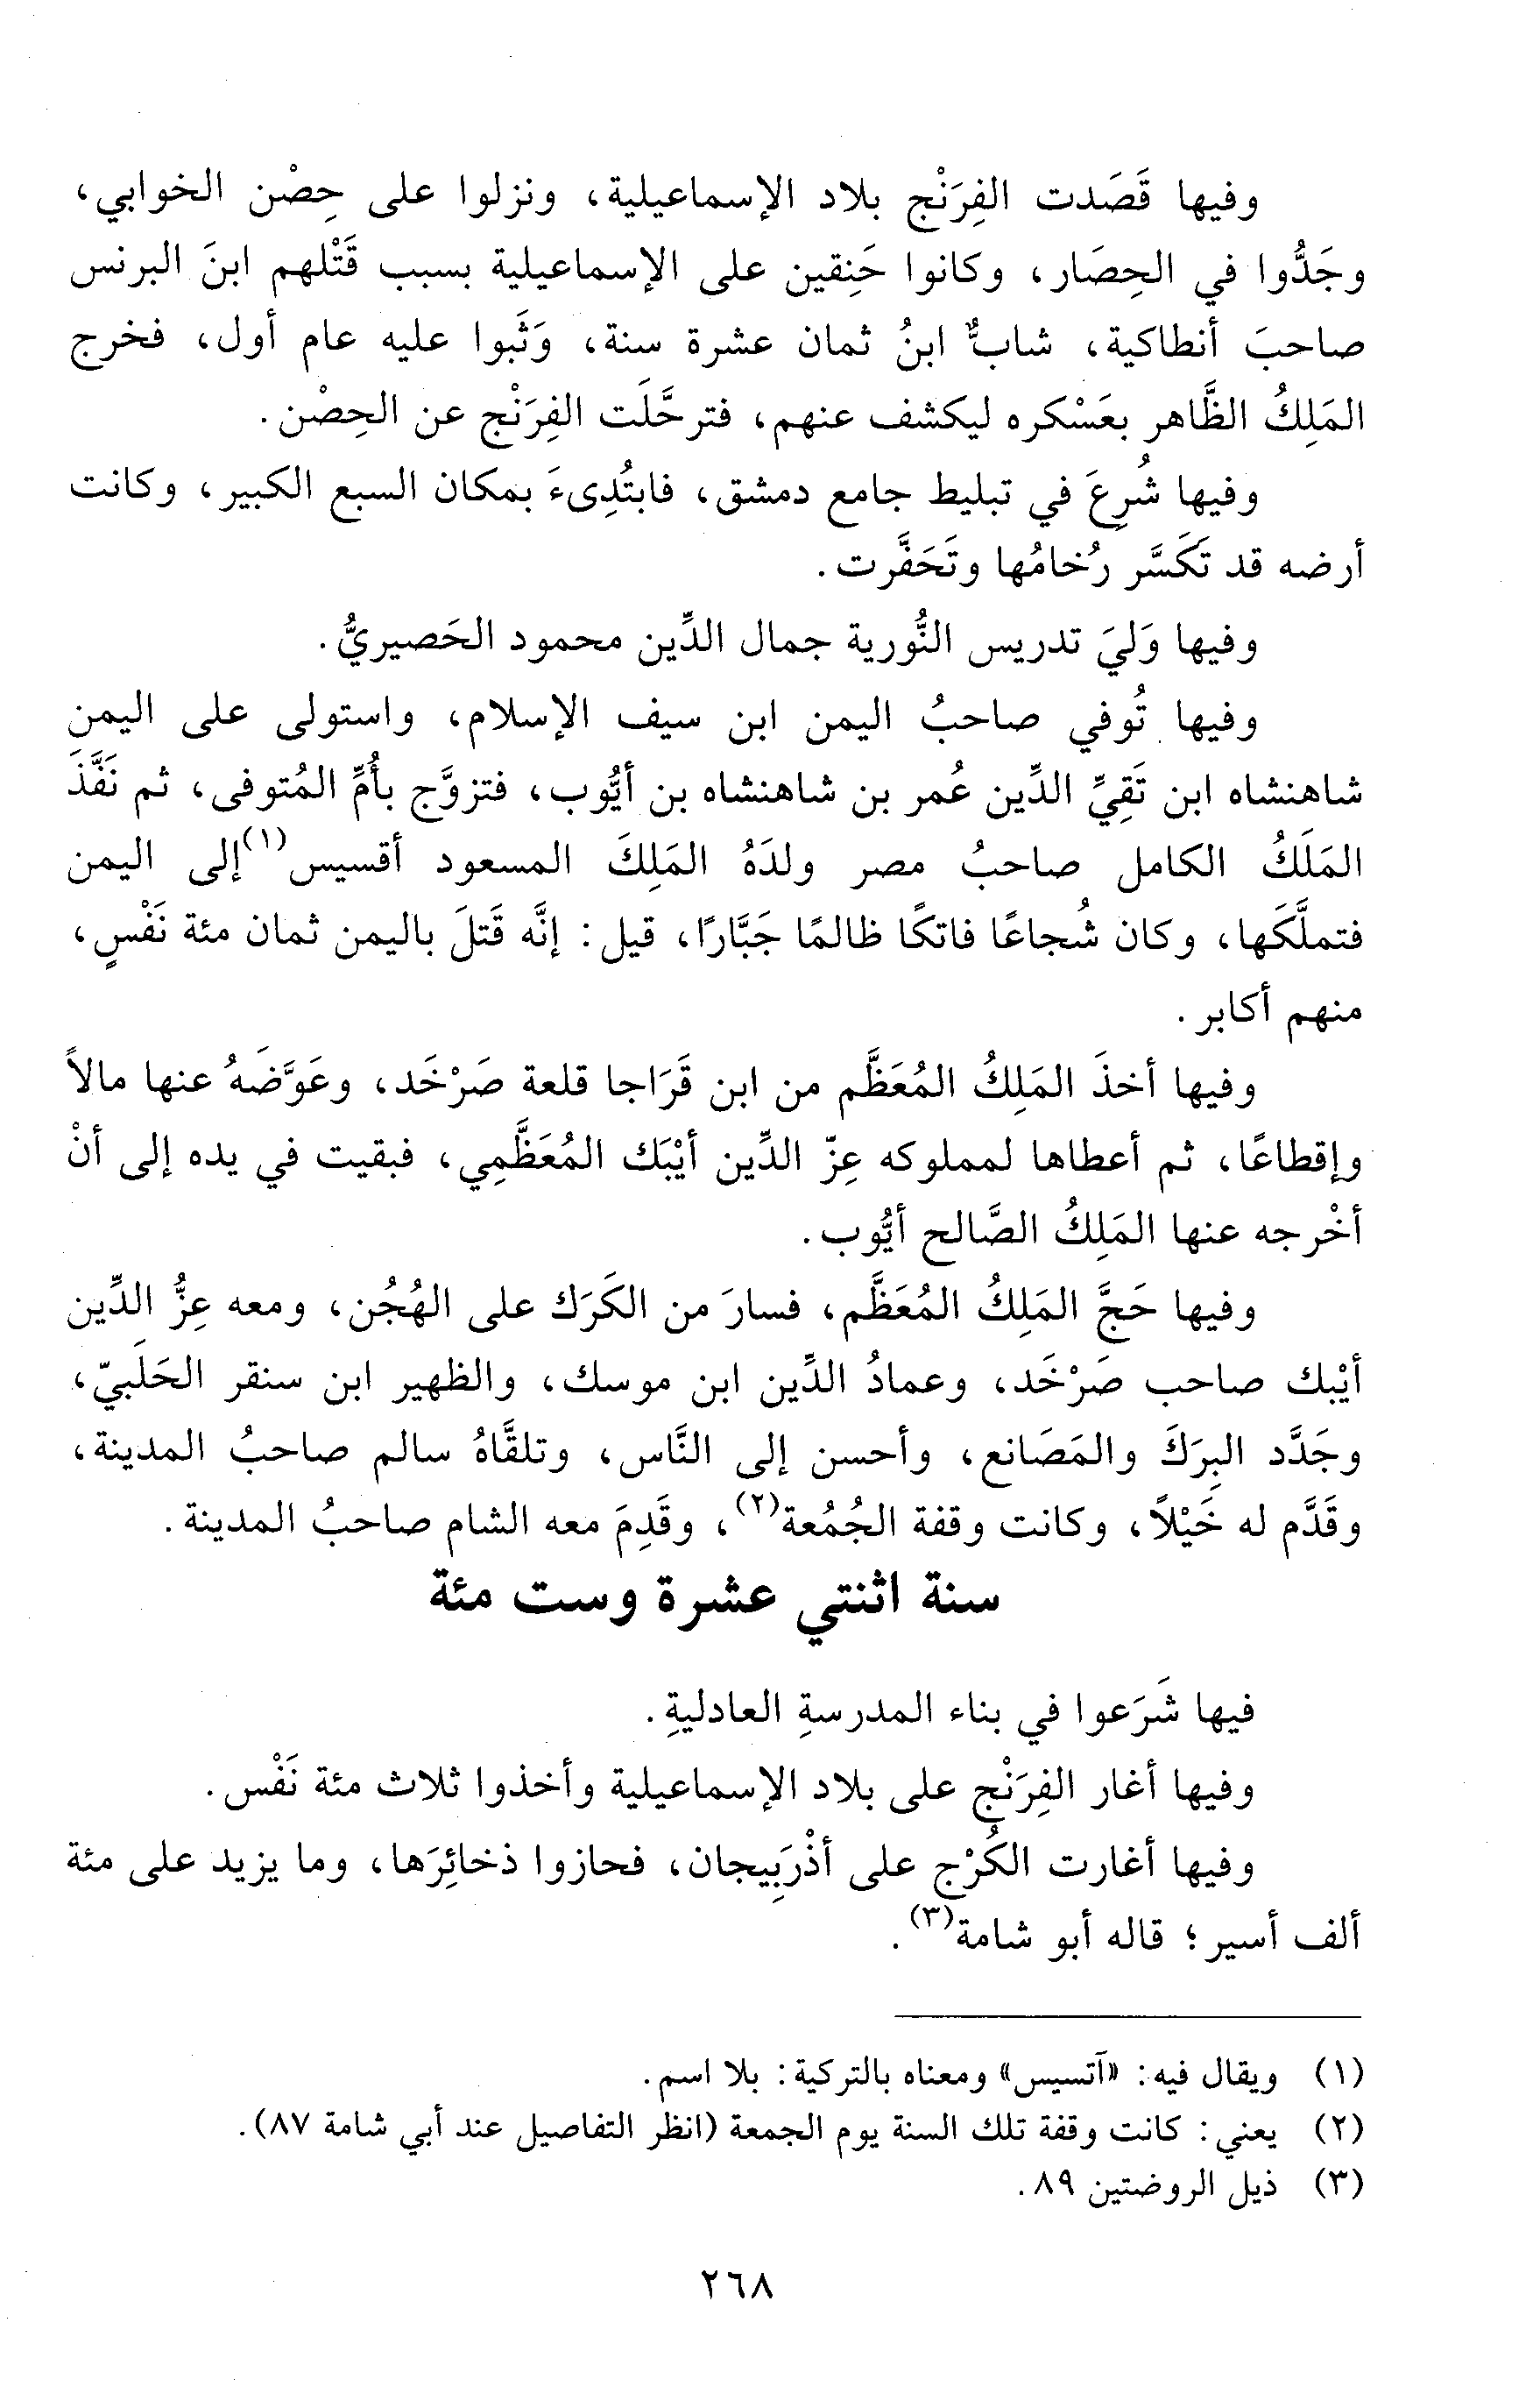 وفيها قَصَدت الفِرَنْج بلاد الإسماعيلية، ونزلوا على حِصْن الخوابي،
وجَدُّوا في الحِصَار، وكانوا حَنِقين على الإسماعيلية بسبب قَتْلهم ابنَ البرنس
صاحبَ أنطاكية، شابٌّ ابنُ ثمان عشرة سنة، وَثَبوا عليه عام أول، فخرج
المَلِكُ الظَّاهر بعَسْكره ليكشف عنهم، فترحَّلَت الفِرَنْج عن الحِصْن.
وفيها شُرِعَ في تبليط جامع دمشق، فابتُدِىءَ بمكان السبع الكبير، وكانت
أرضه قد تَكَسَّر رُخامُها وتَحَفَّرت.
وفيها وَليَ تدريس النُّورية جمال الدِّين محمود الحَصيريُّ.
وفيها تُوفي صاحبُ اليمن ابن سيف الإسلام، واستولى على اليمن
شاهنشاه ابن تَقِيِّ الدِّين عُمر بن شاهنشاه بن أيُّوب، فتزوَّج بأُمِّ المُتوفى، ثم نَفَّذَ
المَلَكُ الكامل صاحبُ مصر ولدَهُ المَلِكَ المسعود أقسيس(١) إلى اليمن
فتملَّكَها، وكان شُجاعًا فاتكًا ظالمًا جَبَّارًا، قيل: إنَّه قَتلَ باليمن ثمان مئة نَفْسٍ،
منهم أكابر.
وفيها أخذَ المَلِكُ المُعَظَّم من ابن قَرَاجا قلعة صَرْخَد، وعَوَّضَهُ عنها مالاً
وإقطاعًا، ثم أعطاها لمملوكه عِزّ الدِّين أيْبَك المُعَظَّمِي، فبقيت في يده إلى أنْ
أخْرجه عنها المَلِكُ الصَّالح أيُّوب.
وفيها حَجَّ المَلِكُ المُعَظَّم، فسارَ من الكَرَك على الهُجُن، ومعه عِزُّ الدِّين
أيْبك صاحب صَرْخَد، وعمادُ الدِّين ابن موسك، والظهير ابن سنقر الحَلَبيّ،
وجَدَّد البِرَكَ والمَصَانع، وأحسن إلى النَّاس، وتلقَّاهُ سالم صاحبُ المدينة،
وقَدَّم له خَيْلاً، وكانت وقفة الجُمُعة(٢)، وقَدِمَ معه الشام صاحبُ المدينة.
سنة اثنتي عشرة وست مئة
فيها شَرَعوا في بناء المدرسةِ العادليةِ.
وفيها أغار الفِرَنْج على بلاد الإسماعيلية وأخذوا ثلاث مئة نَفْس.
وفيها أغارت الكُرْج على أذْرَبِيجان، فحازوا ذخائِرَها، وما يزيد على مئة
ألف أسير؛ قاله أبو شامة(٣).
(١) ويقال فيه: «آتسيس» ومعناه بالتركية: بلا اسم.
(٢) يعني: كانت وقفة تلك السنة يوم الجمعة (انظر التفاصيل عند أبي شامة ٨٧).
(٣) ذيل الروضتين ٨٩.
٢٦٨